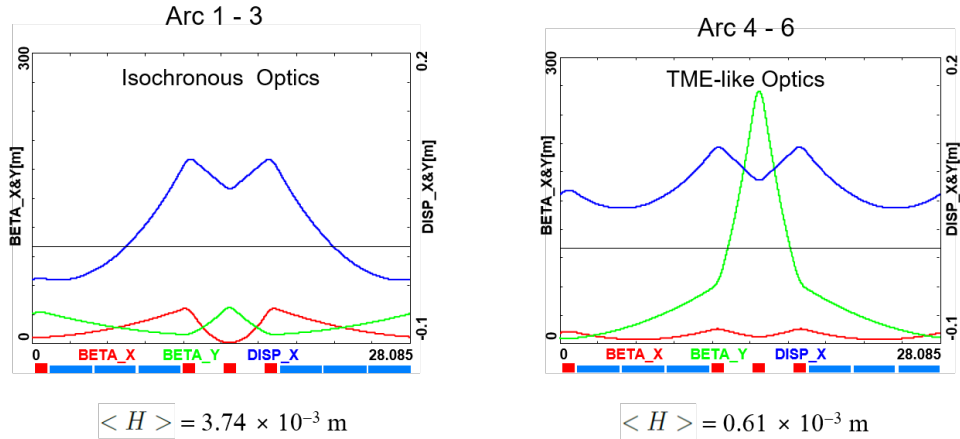 Arc 1 - 3
Isochronous Optics
300
0
BETA_X&Y[m]
0.2
-0.1
DISP_X&Y[m]
0
BETA_X
BETA_Y
DISP_X
28.085
< H > = 3.74 × 10⁻³ m
Arc 4 - 6
TME-like Optics
300
0
BETA_X&Y[m]
0.2
-0.1
DISP_X&Y[m]
0
BETA_X
BETA_Y
DISP_X
28.085
< H > = 0.61 × 10⁻³ m